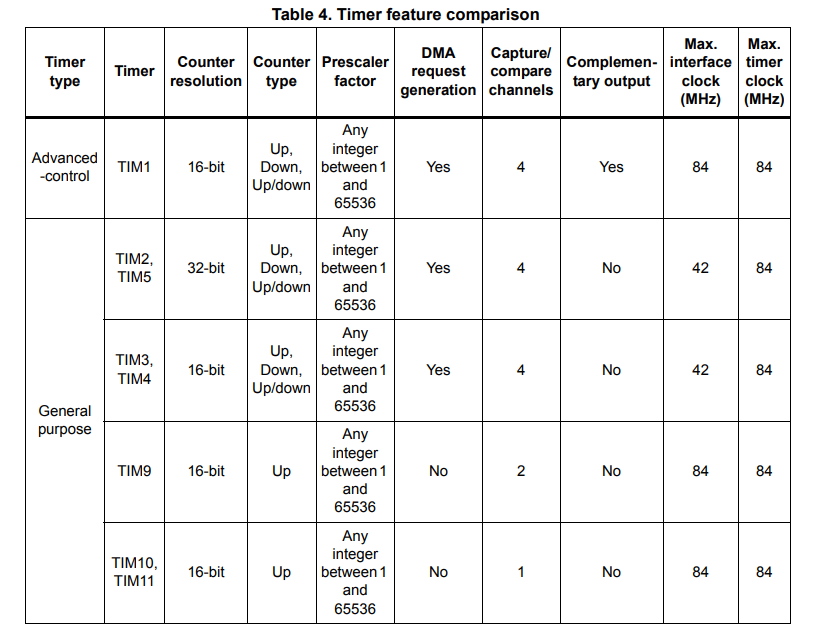 Table 4. Timer feature comparison
Timer
type
Timer
Counter
resolution
Counter
type
Prescaler
factor
DMA
request
generation
Capture/
compare
channels
Complemen-
tary output
Max.
interface
clock
(MHz)
Max.
timer
clock
(MHz)
Advanced
-control
TIM1
16-bit
Up,
Down,
Up/down
Any
integer
between 1
and
65536
Yes
4
Yes
84
84
General
purpose
TIM2,
TIM5
32-bit
Up,
Down,
Up/down
Any
integer
between 1
and
65536
Yes
4
No
42
84
TIM3,
TIM4
16-bit
Up,
Down,
Up/down
Any
integer
between 1
and
65536
Yes
4
No
42
84
TIM9
16-bit
Up
Any
integer
between 1
and
65536
No
2
No
84
84
TIM10,
TIM11
16-bit
Up
Any
integer
between 1
and
65536
No
1
No
84
84